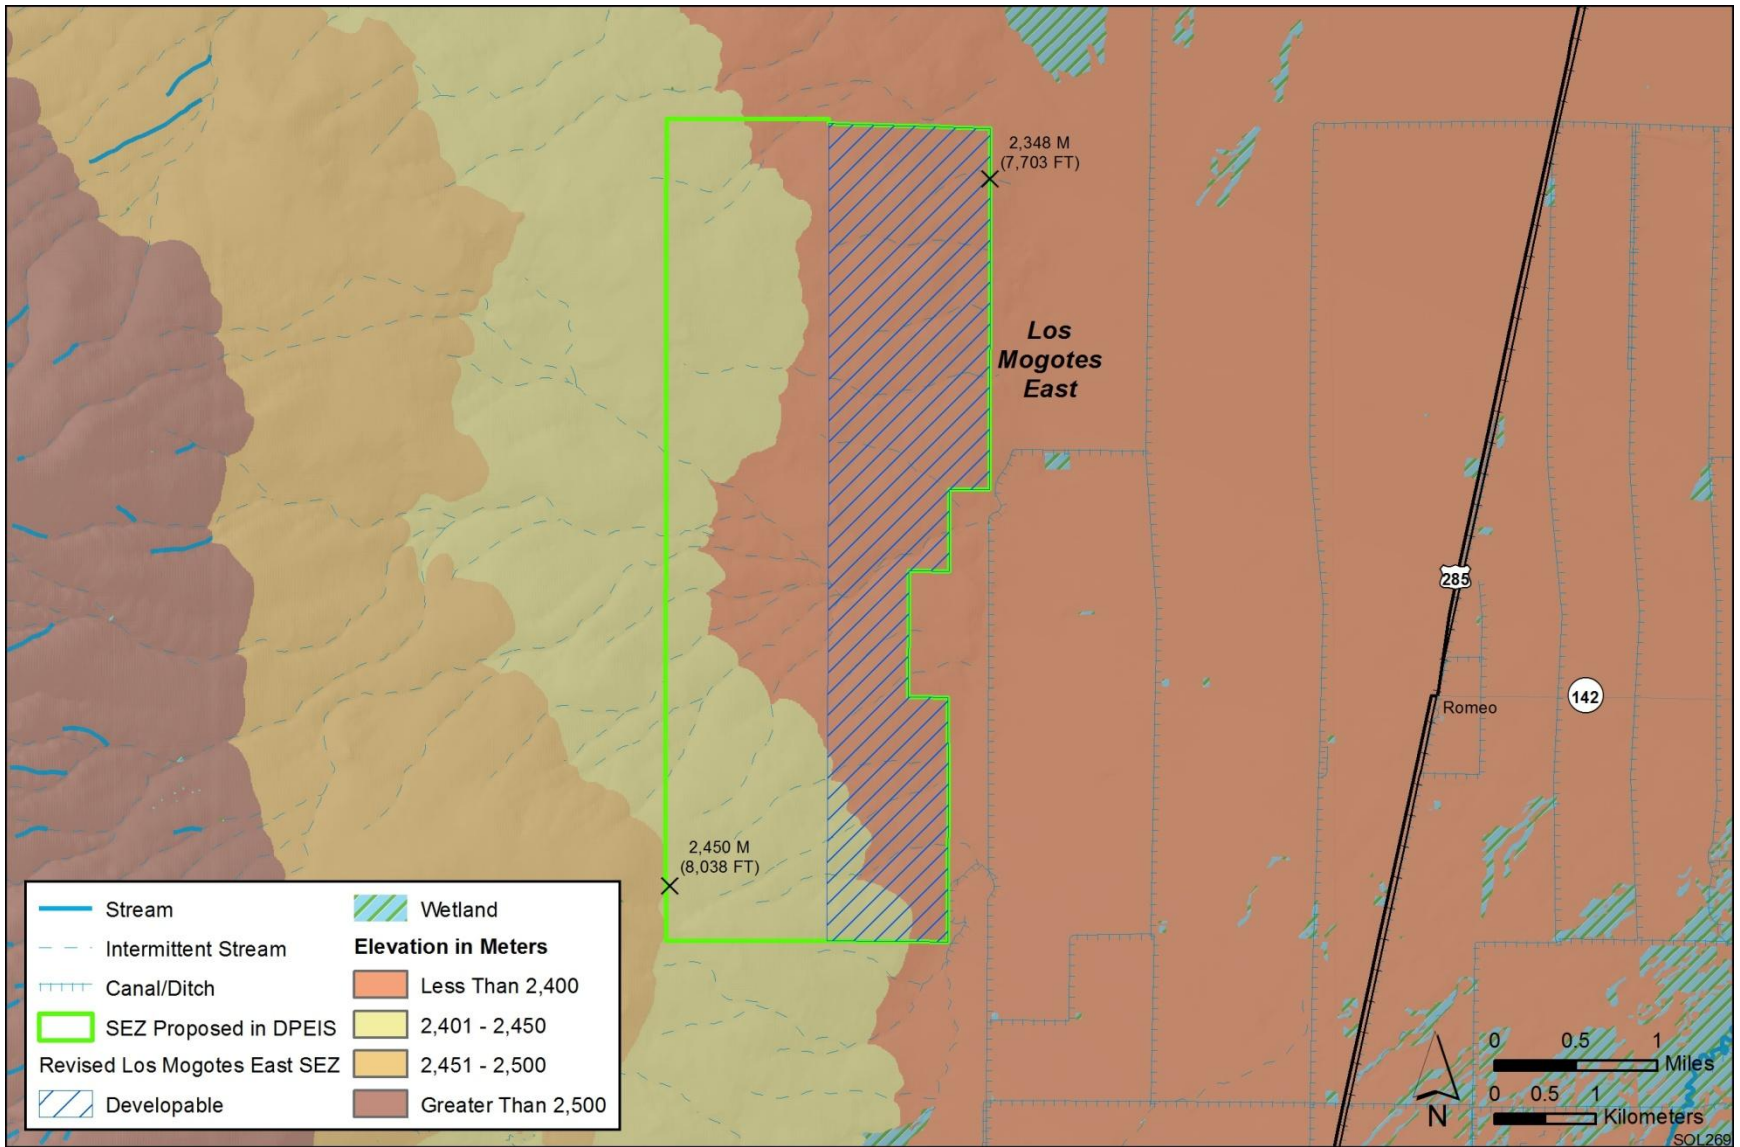 2,348 M
(7,703 FT)
Los
Mogotes
East
285
142
Romeo
2,450 M
(8,038 FT)
Stream
Intermittent Stream
Canal/Ditch
SEZ Proposed in DPEIS
Revised Los Mogotes East SEZ
Developable
Wetland
Elevation in Meters
Less Than 2,400
2,401 - 2,450
2,451 - 2,500
Greater Than 2,500
N
0 0.5 1
Miles
0 0.5 1
Kilometers
SOL269